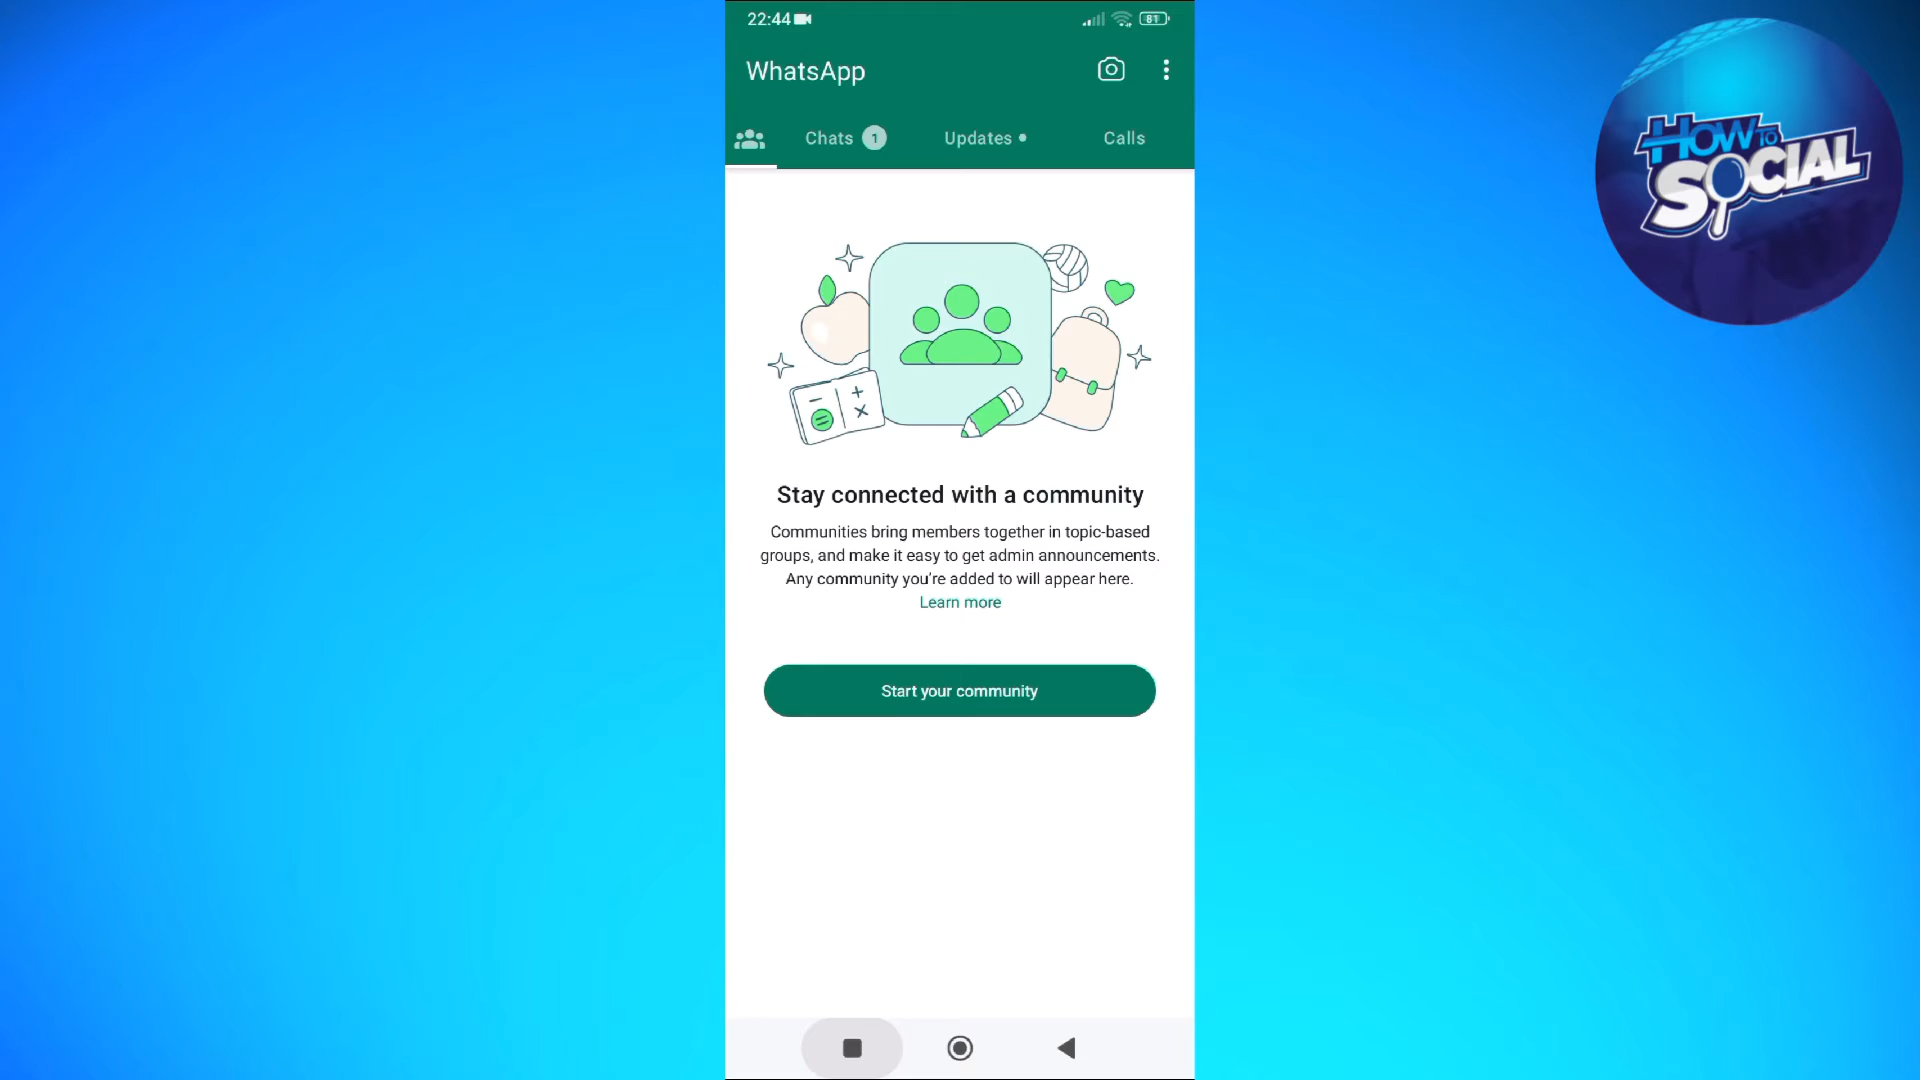 22:44
81
WhatsApp
Chats 1
Updates
Calls
HOW TO
SOCIAL
Stay connected with a community
Communities bring members together in topic-based
groups, and make it easy to get admin announcements.
Any community you’re added to will appear here.
Learn more
Start your community